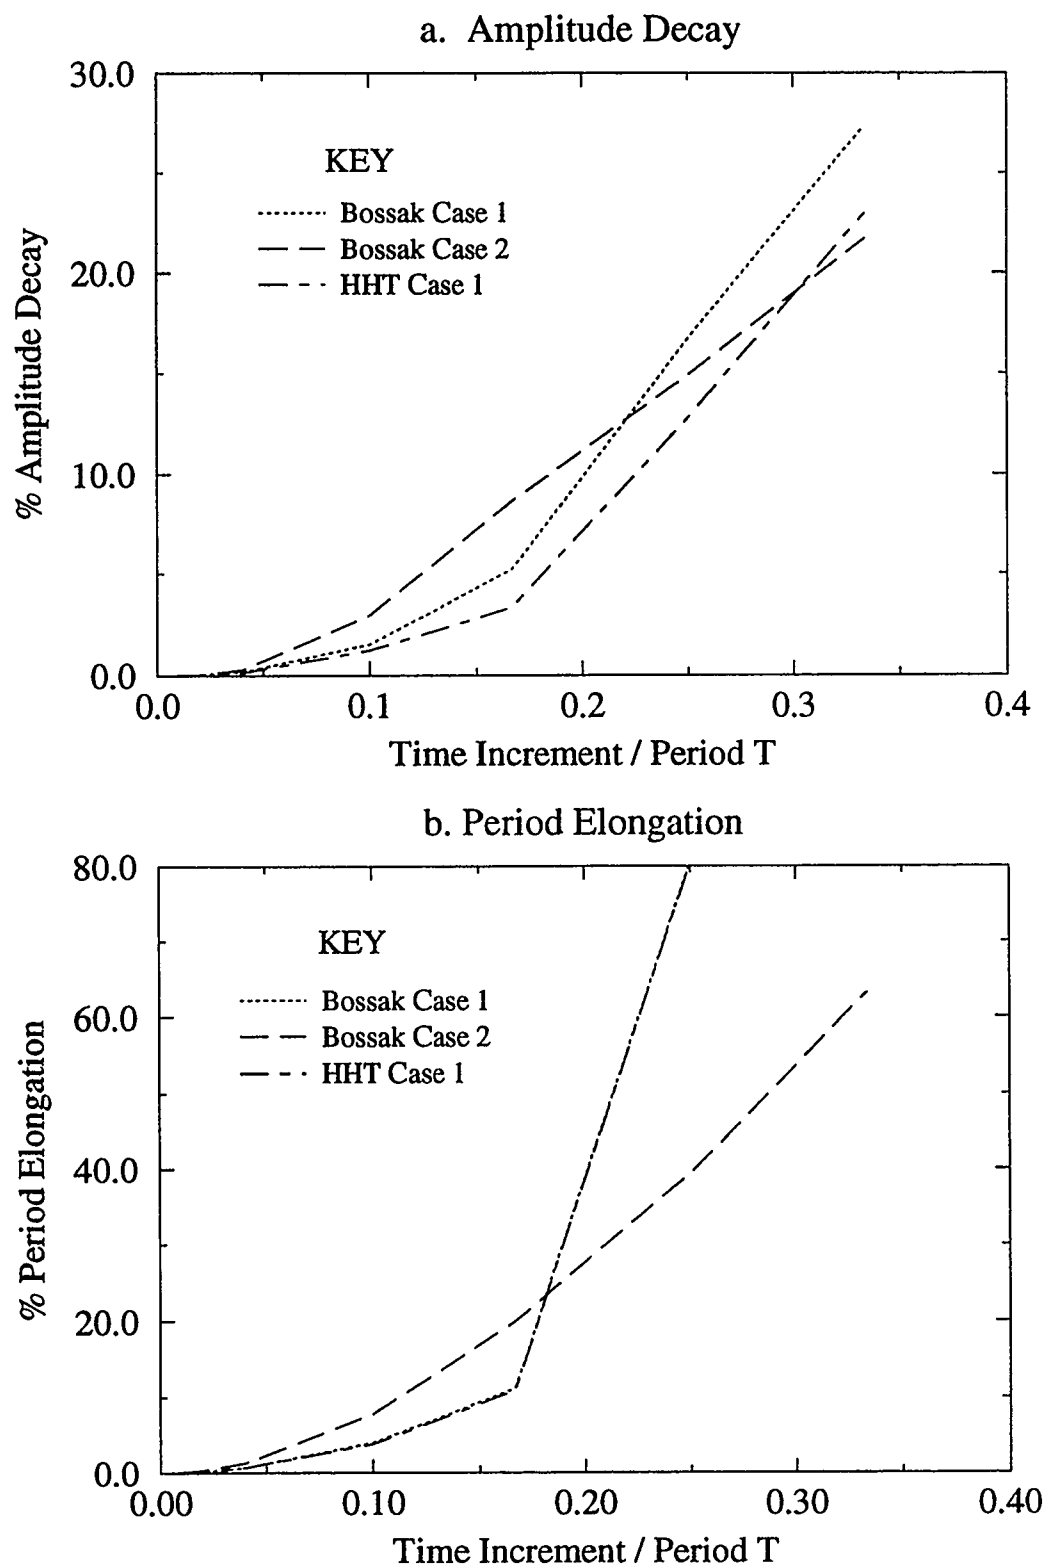 a. Amplitude Decay
30.0
20.0
10.0
0.0
% Amplitude Decay
KEY
Bossak Case 1
Bossak Case 2
HHT Case 1
0.0 0.1 0.2 0.3 0.4
Time Increment / Period T
b. Period Elongation
80.0
60.0
40.0
20.0
0.0
% Period Elongation
KEY
Bossak Case 1
Bossak Case 2
HHT Case 1
0.00 0.10 0.20 0.30 0.40
Time Increment / Period T